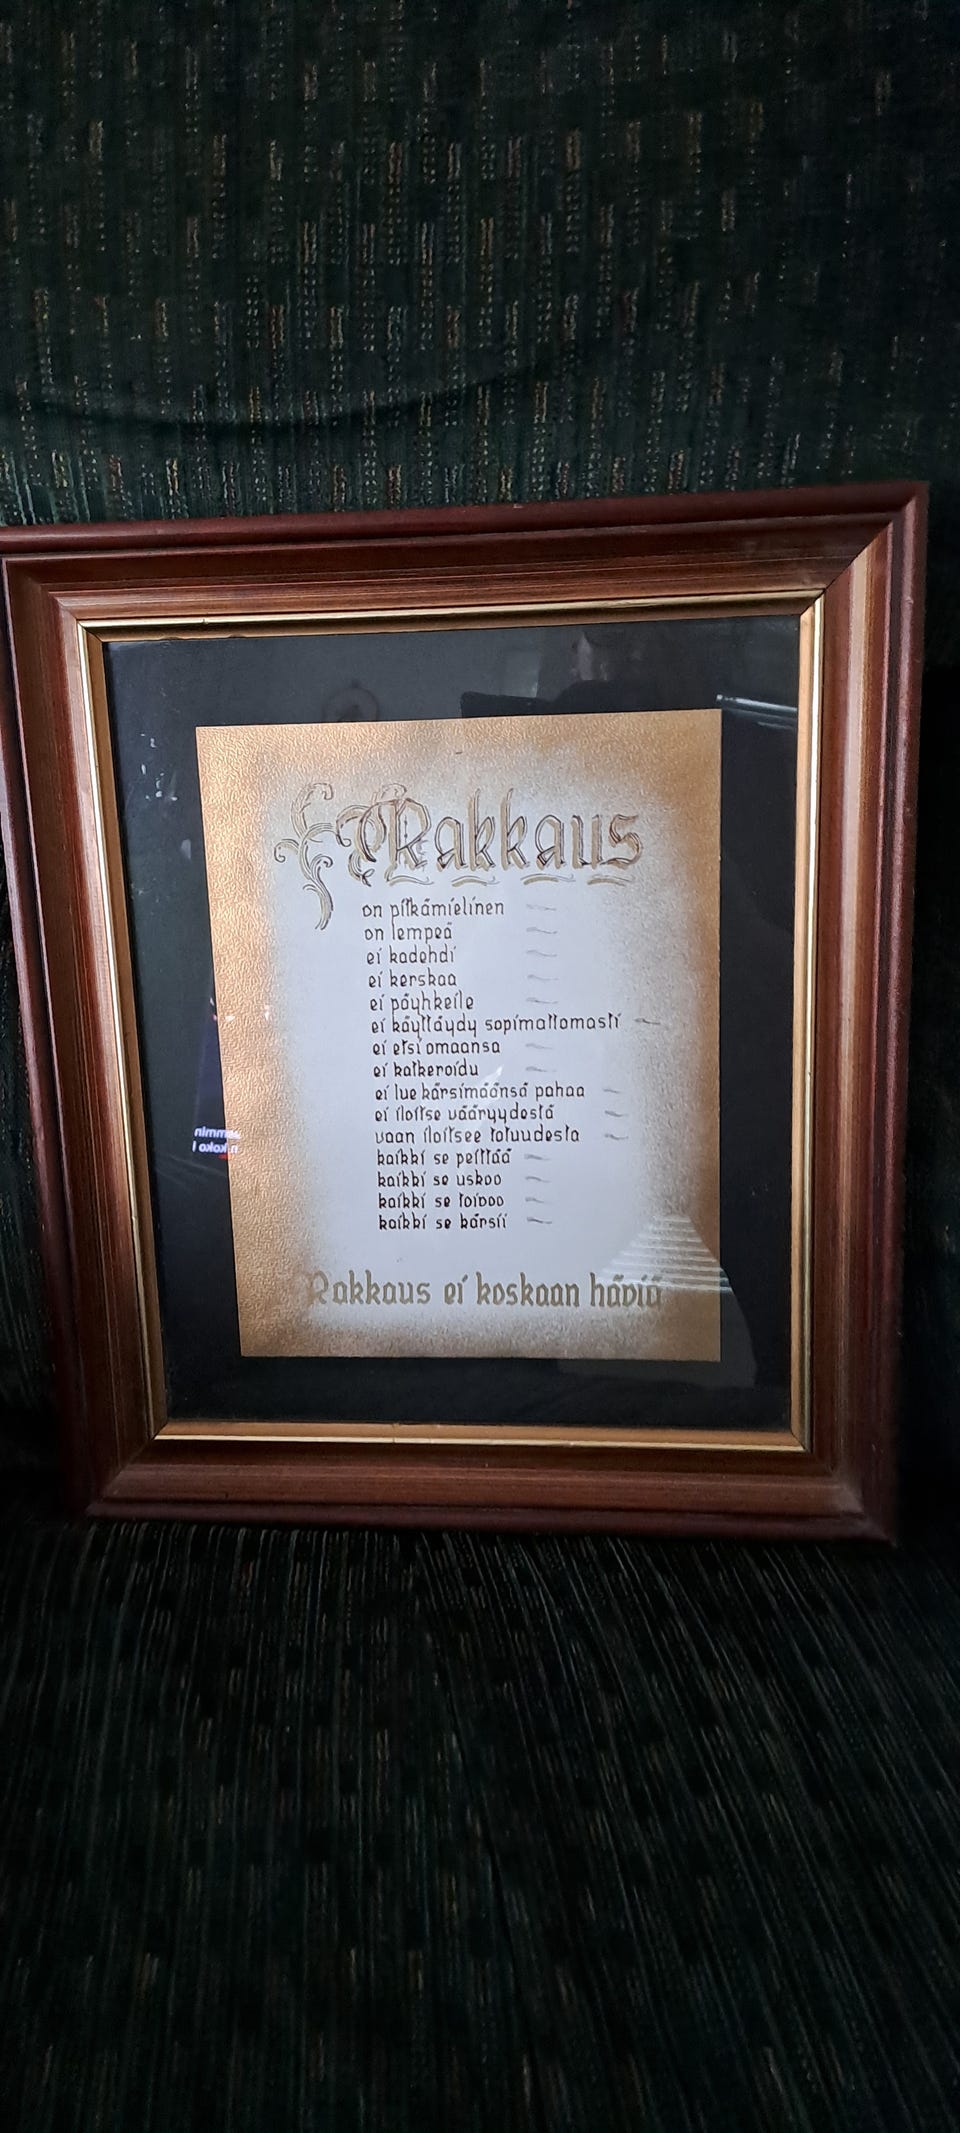 Rakkaus
on pitkämielinen
on lempeä
ei kadehdi
ei kerskaa
ei pöyhkeile
ei käyttäydy sopimattomasti
ei etsi omaansa
ei katkeroidu
ei lue kärsimäänsä pahaa
ei iloitse vääryydestä
vaan iloitsee totuudesta
kaikki se peittää
kaikki se uskoo
kaikki se toivoo
kaikki se kärsii
Rakkaus ei koskaan häviä